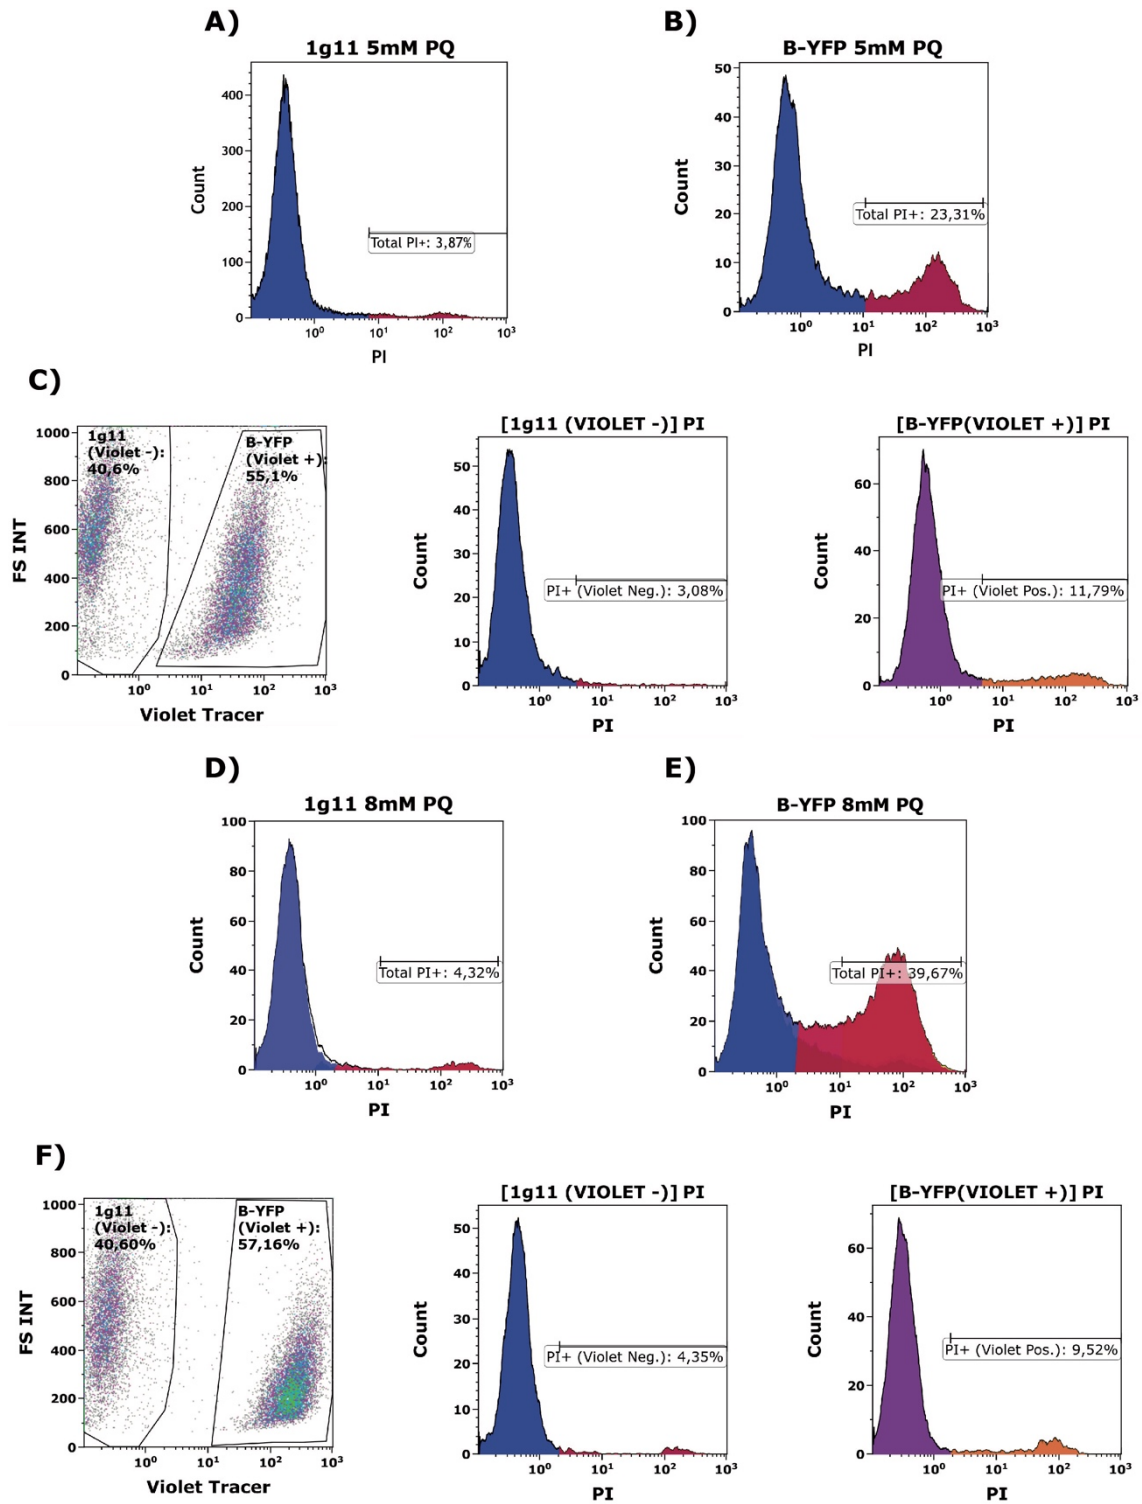 A)
1g11 5mM PQ
Count
400
300
200
100
0
Total PI+: 3,87%
10⁰ 10¹ 10² 10³
PI
B)
B-YFP 5mM PQ
Count
50
40
30
20
10
0
Total PI+: 23,31%
10⁰ 10¹ 10² 10³
PI
C)
FS INT
1000
800
600
400
200
0
1g11
(Violet -):
40,6%
B-YFP
(Violet +):
55,1%
10⁰ 10¹ 10² 10³
Violet Tracer
[1g11 (VIOLET -)] PI
Count
50
40
30
20
10
0
PI+ (Violet Neg.): 3,08%
10⁰ 10¹ 10² 10³
PI
[B-YFP(VIOLET +)] PI
Count
60
40
20
0
PI+ (Violet Pos.): 11,79%
10⁰ 10¹ 10² 10³
PI
D)
1g11 8mM PQ
Count
100
80
60
40
20
0
Total PI+: 4,32%
10⁰ 10¹ 10² 10³
PI
E)
B-YFP 8mM PQ
Count
100
80
60
40
20
0
Total PI+: 39,67%
10⁰ 10¹ 10² 10³
PI
F)
FS INT
1000
800
600
400
200
0
1g11
(Violet -):
40,60%
B-YFP
(Violet +):
57,16%
10⁰ 10¹ 10² 10³
Violet Tracer
[1g11 (VIOLET -)] PI
Count
50
40
30
20
10
0
PI+ (Violet Neg.): 4,35%
10⁰ 10¹ 10² 10³
PI
[B-YFP(VIOLET +)] PI
Count
60
40
20
0
PI+ (Violet Pos.): 9,52%
10⁰ 10¹ 10² 10³
PI